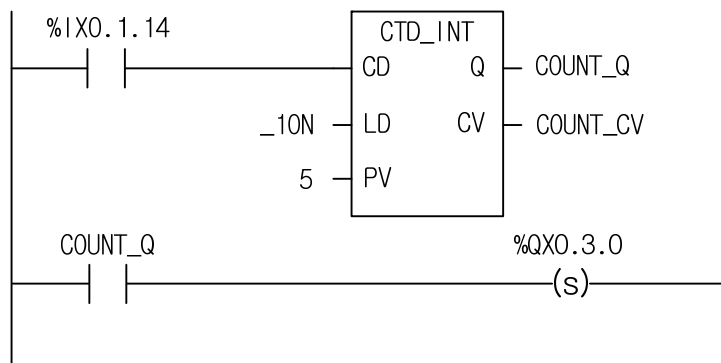 %IX0.1.14
CTD_INT
CD Q COUNT_Q
_10N LD CV COUNT_CV
5 PV
COUNT_Q %QX0.3.0
(S)